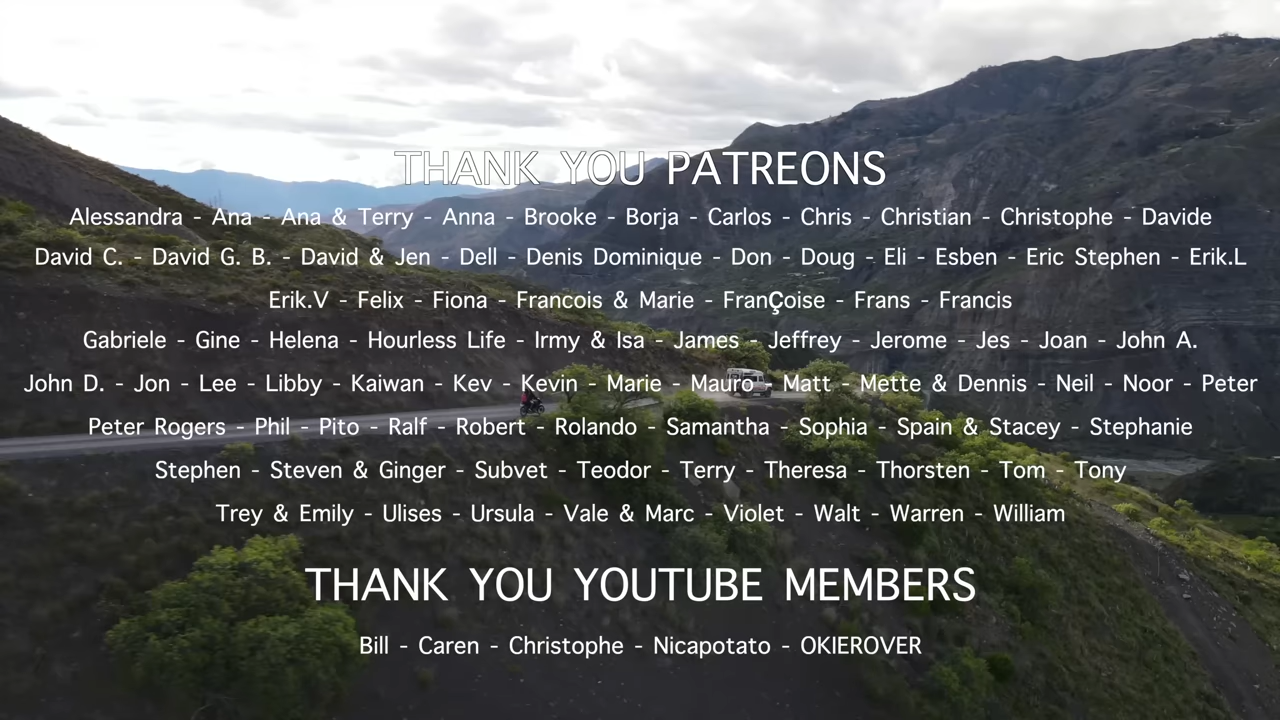 THANK YOU PATREONS
Alessandra - Ana - Ana & Terry - Anna - Brooke - Borja - Carlos - Chris - Christian - Christophe - Davide
David C. - David G. B. - David & Jen - Dell - Denis Dominique - Don - Doug - Eli - Esben - Eric Stephen - Erik.L
Erik.V - Felix - Fiona - Francois & Marie - FranÇoise - Frans - Francis
Gabriele - Gine - Helena - Hourless Life - Irmy & Isa - James - Jeffrey - Jerome - Jes - Joan - John A.
John D. - Jon - Lee - Libby - Kaiwan - Kev - Kevin - Marie - Mauro - Matt - Mette & Dennis - Neil - Noor - Peter
Peter Rogers - Phil - Pito - Ralf - Robert - Rolando - Samantha - Sophia - Spain & Stacey - Stephanie
Stephen - Steven & Ginger - Subvet - Teodor - Terry - Theresa - Thorsten - Tom - Tony
Trey & Emily - Ulises - Ursula - Vale & Marc - Violet - Walt - Warren - William
THANK YOU YOUTUBE MEMBERS
Bill - Caren - Christophe - Nicapotato - OKIEROVER